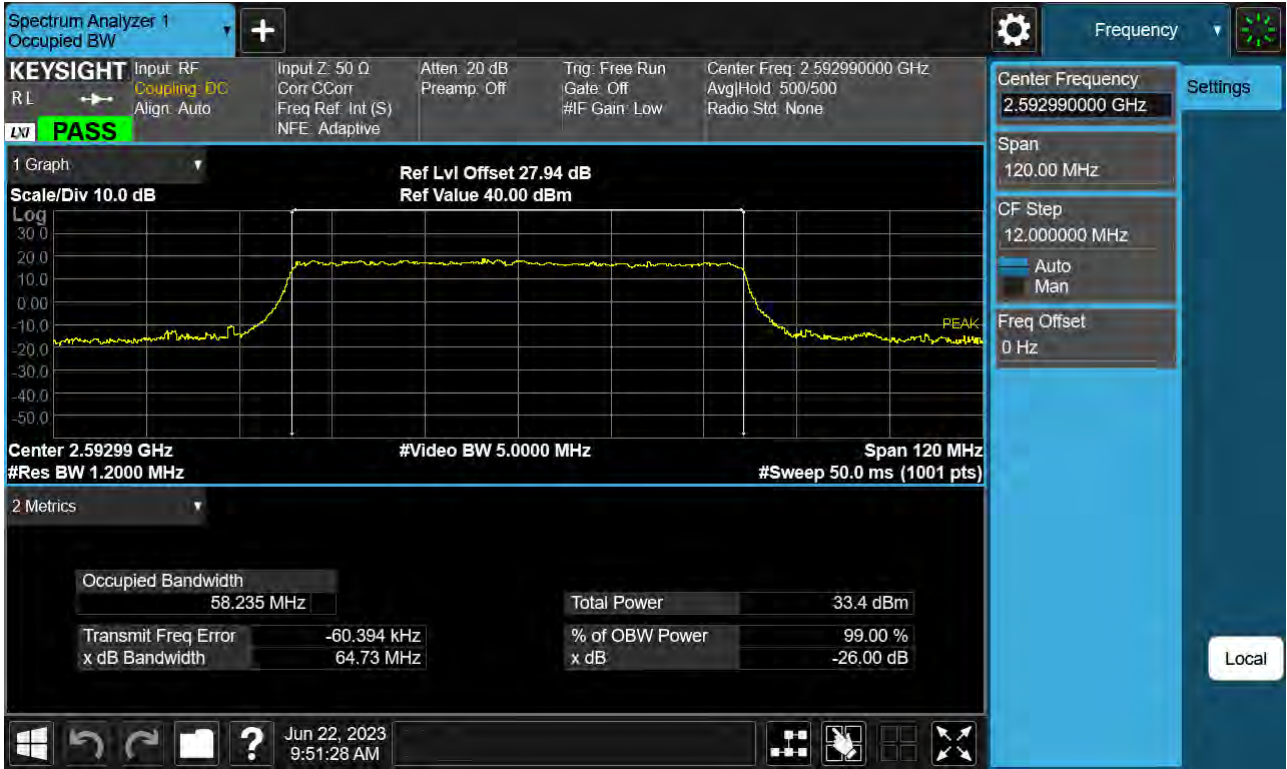 Spectrum Analyzer 1
Occupied BW
Frequency
KEYSIGHT
R L
LXI
PASS
Input: RF
Coupling: DC
Align: Auto
Input Z: 50 Ω
Corr CCorr
Freq Ref: Int (S)
NFE: Adaptive
Atten: 20 dB
Preamp: Off
Trig: Free Run
Gate: Off
#IF Gain: Low
Center Freq: 2.592990000 GHz
Avg|Hold: 500/500
Radio Std: None
Center Frequency
2.592990000 GHz
Settings
Span
120.00 MHz
CF Step
12.000000 MHz
Auto
Man
Freq Offset
0 Hz
Local
1 Graph
Scale/Div 10.0 dB
Ref Lvl Offset 27.94 dB
Ref Value 40.00 dBm
Log
30.0
20.0
10.0
0.00
-10.0
-20.0
-30.0
-40.0
-50.0
PEAK
Center 2.59299 GHz
#Video BW 5.0000 MHz
Span 120 MHz
#Res BW 1.2000 MHz
#Sweep 50.0 ms (1001 pts)
2 Metrics
Occupied Bandwidth
58.235 MHz
Total Power 33.4 dBm
Transmit Freq Error -60.394 kHz
% of OBW Power 99.00 %
x dB Bandwidth 64.73 MHz
x dB -26.00 dB
?
Jun 22, 2023
9:51:28 AM